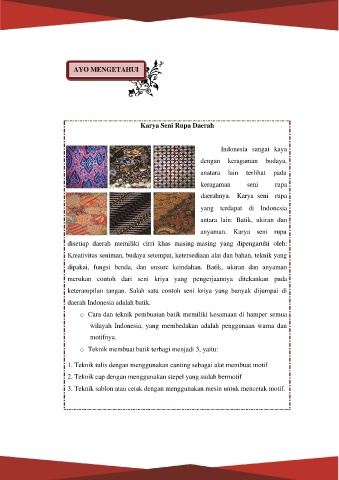 AYO MENGETAHUI
Karya Seni Rupa Daerah
Indonesia sangat kaya
dengan keragaman budaya,
anatara lain terlihat pada
keragaman seni rupa
daerahnya. Karya seni rupa
yang terdapat di Indonesia
antara lain: Batik, ukiran dan
anyaman. Karya seni rupa
disetiap daerah memiliki cirri khas masing-masing yang dipengaruhi oleh:
Kreativitas seniman, budaya setempat, ketersediaan alat dan bahan, teknik yang
dipakai, fungsi benda, dan unsure keindahan. Batik, ukiran dan anyaman
merukan contoh dari seni kriya yang pengerjaannya ditekankan pada
keterampilan tangan. Salah satu contoh seni kriya yang banyak dijumpai di
daerah Indonesia adalah batik.
o Cara dan teknik pembuatan batik memiliki kesamaan di hamper semua
wilayah Indonesia, yang membedakan adalah penggunaan warna dan
motifnya.
o Teknik membuat batik terbagi menjadi 3, yaitu:
1. Teknik tulis dengan menggunakan canting sebagai alat membuat motif
2. Teknik cap dengan menggunakan stepel yang sudah bermotif
3. Teknik sablon atau cetak dengan menggunakan mesin untuk mencetak motif.